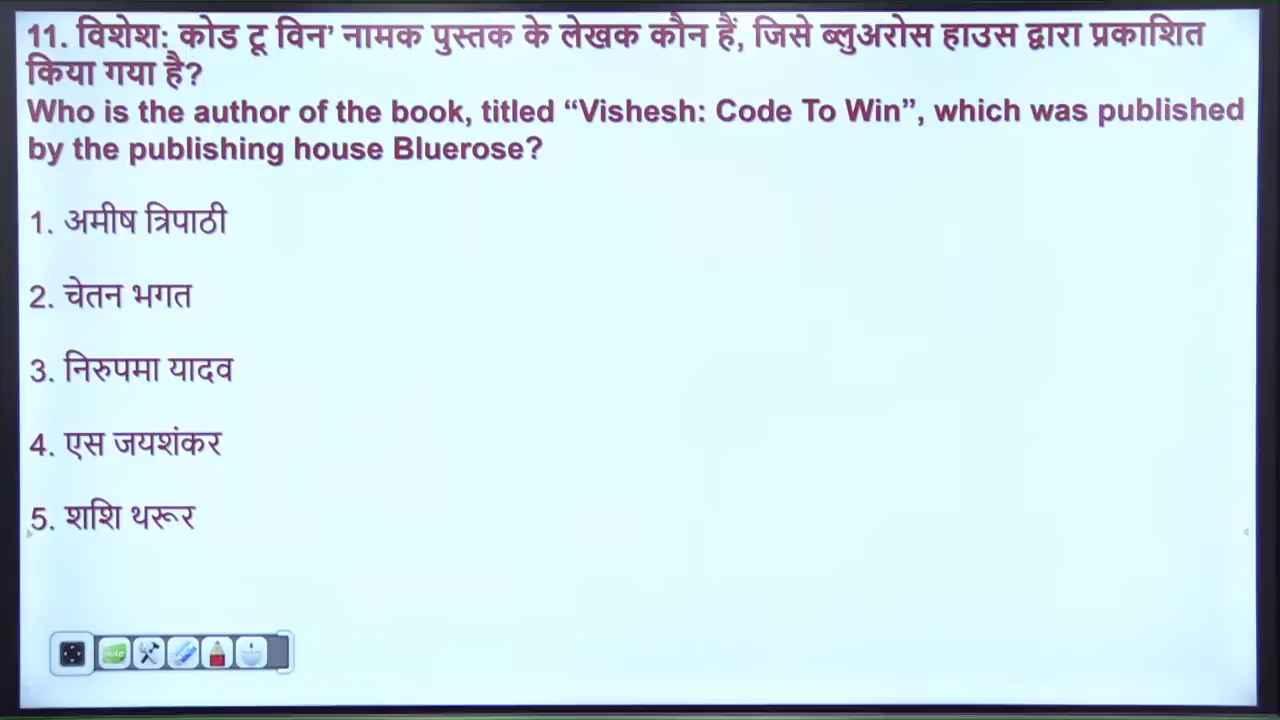 11. विशेश: कोड टू विन’ नामक पुस्तक के लेखक कौन हैं, जिसे ब्लुअरोस हाउस द्वारा प्रकाशित
किया गया है?
Who is the author of the book, titled “Vishesh: Code To Win”, which was published
by the publishing house Bluerose?
1. अमीष त्रिपाठी
2. चेतन भगत
3. निरुपमा यादव
4. एस जयशंकर
5. शशि थरूर
Note